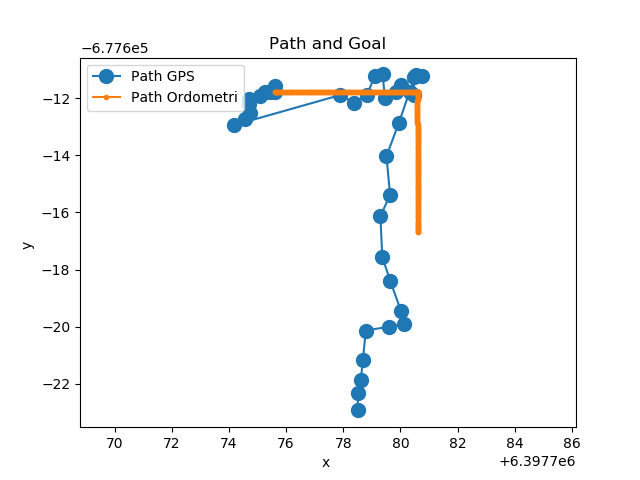 Path and Goal
−6.776e5
Path GPS
Path Ordometri
−12
−14
−16
−18
−20
−22
y
70 72 74 76 78 80 82 84 86
x
+6.3977e6